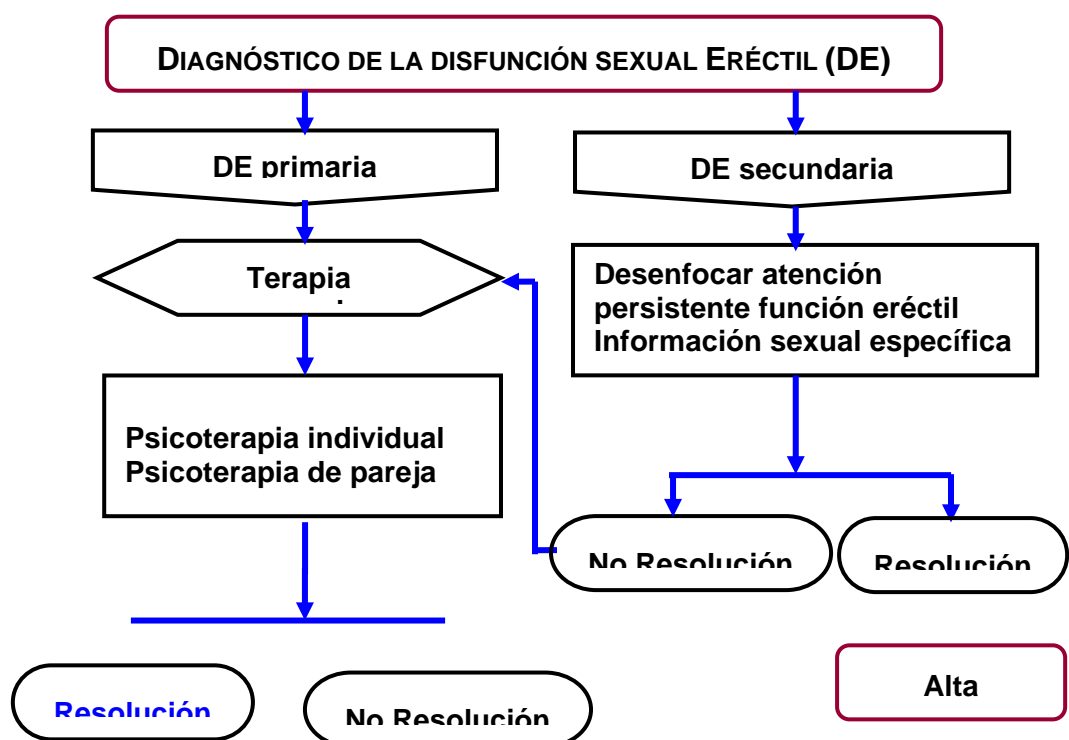 DIAGNÓSTICO DE LA DISFUNCIÓN SEXUAL ERÉCTIL (DE)
DE primaria
DE secundaria
Terapia
Desenfocar atención
persistente función eréctil
Información sexual específica
Psicoterapia individual
Psicoterapia de pareja
No Resolución
Resolución
Alta
Resolución
No Resolución